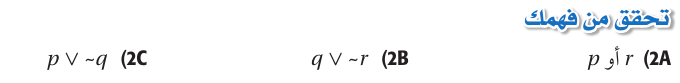 تحقق من فهمك
(2A r أو p (2B q ∨ ~r (2C p ∨ ~q